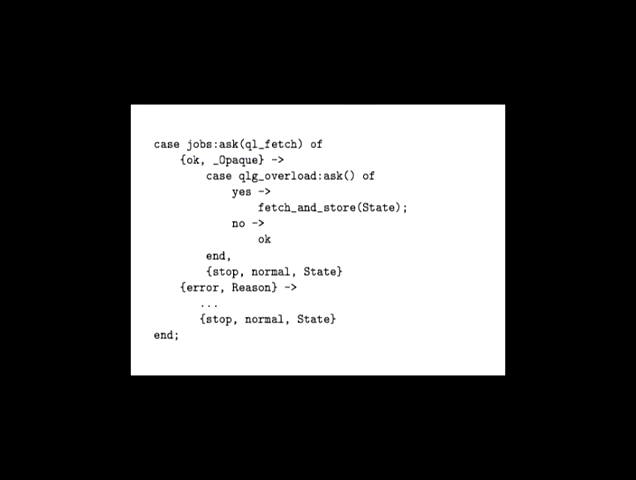 case jobs:ask(ql_fetch) of
    {ok, _Opaque} ->
        case qlg_overload:ask() of
            yes ->
                fetch_and_store(State);
            no ->
                ok
        end,
        {stop, normal, State}
    {error, Reason} ->
       ...
       {stop, normal, State}
end;